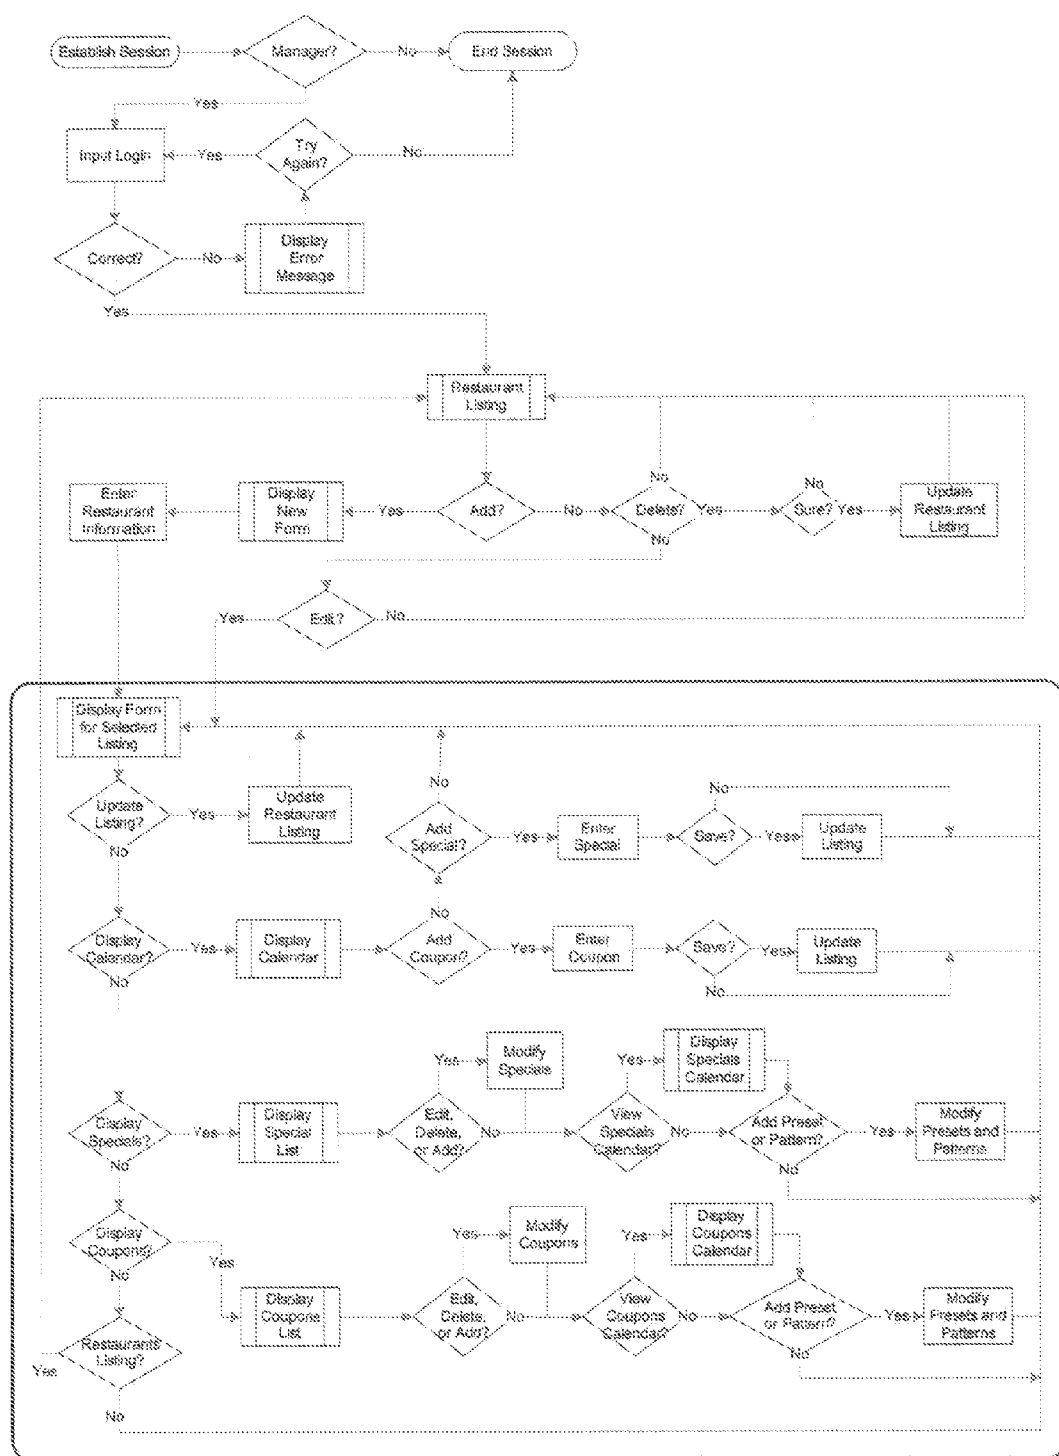 Establish Session
Manager?
No
End Session
Yes
Input Login
Yes
Try
Again?
No
Correct?
No
Display
Error
Message
Yes
Restaurant
Listing
Enter
Restaurant
Information
Display
New
Form
Yes
Add?
No
No
Delete?
No
Yes
No
Sure?
Yes
Update
Restaurant
Listing
Yes
Edit?
No
Display Form
for Selected
Listing
Update
Listing?
No
Yes
Update
Restaurant
Listing
No
Add
Special?
Yes
Enter
Special
No
Save?
Yes
Update
Listing
Display
Calendar?
No
Yes
Display
Calendar
No
Add
Coupon?
Yes
Enter
Coupon
Save?
No
Yes
Update
Listing
Display
Specials?
No
Yes
Display
Special
List
Yes
Modify
Specials
Edit,
Delete,
or Add?
No
Yes
Display
Specials
Calendar
View
Specials
Calendar?
No
Add Preset
or Pattern?
No
Yes
Modify
Presets and
Patterns
Display
Coupons?
No
Yes
Display
Coupons
List
Yes
Modify
Coupons
Edit,
Delete,
or Add?
No
Yes
Display
Coupons
Calendar
View
Coupons
Calendar?
No
Add Preset
or Pattern?
No
Yes
Modify
Presets and
Patterns
Restaurants
Listing?
Yes
No